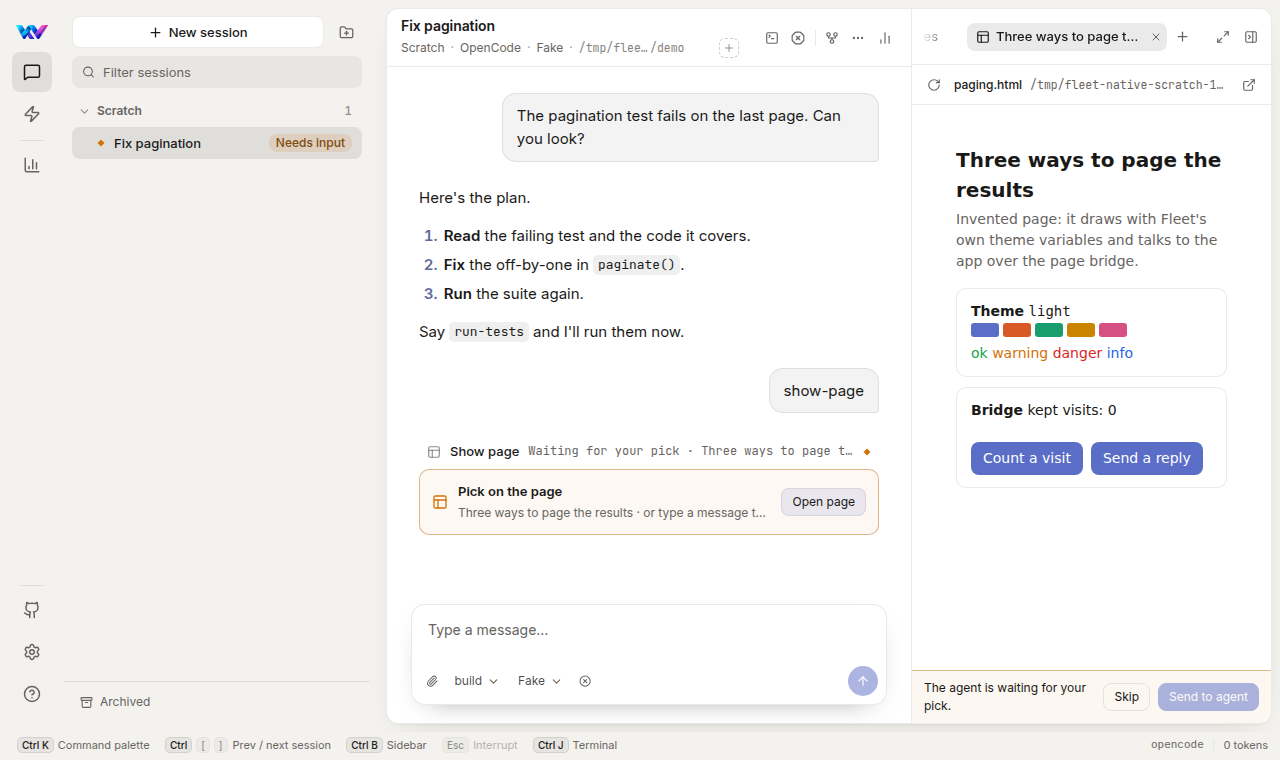 New session
Filter sessions
Scratch 1
Fix pagination Needs input
Archived
Fix pagination
Scratch · OpenCode · Fake · /tmp/flee… /demo
The pagination test fails on the last page. Can
you look?
Here's the plan.
1. Read the failing test and the code it covers.
2. Fix the off-by-one in paginate().
3. Run the suite again.
Say run-tests and I'll run them now.
show-page
Show page Waiting for your pick · Three ways to page t…
Pick on the page
Three ways to page the results · or type a message t…
Open page
Type a message…
build Fake
es
Three ways to page t…
paging.html /tmp/fleet-native-scratch-1…
Three ways to page the
results
Invented page: it draws with Fleet's
own theme variables and talks to the
app over the page bridge.
Theme light
ok warning danger info
Bridge kept visits: 0
Count a visit Send a reply
The agent is waiting for your
pick.
Skip Send to agent
Ctrl K Command palette Ctrl [ ] Prev / next session Ctrl B Sidebar Esc Interrupt Ctrl J Terminal opencode 0 tokens